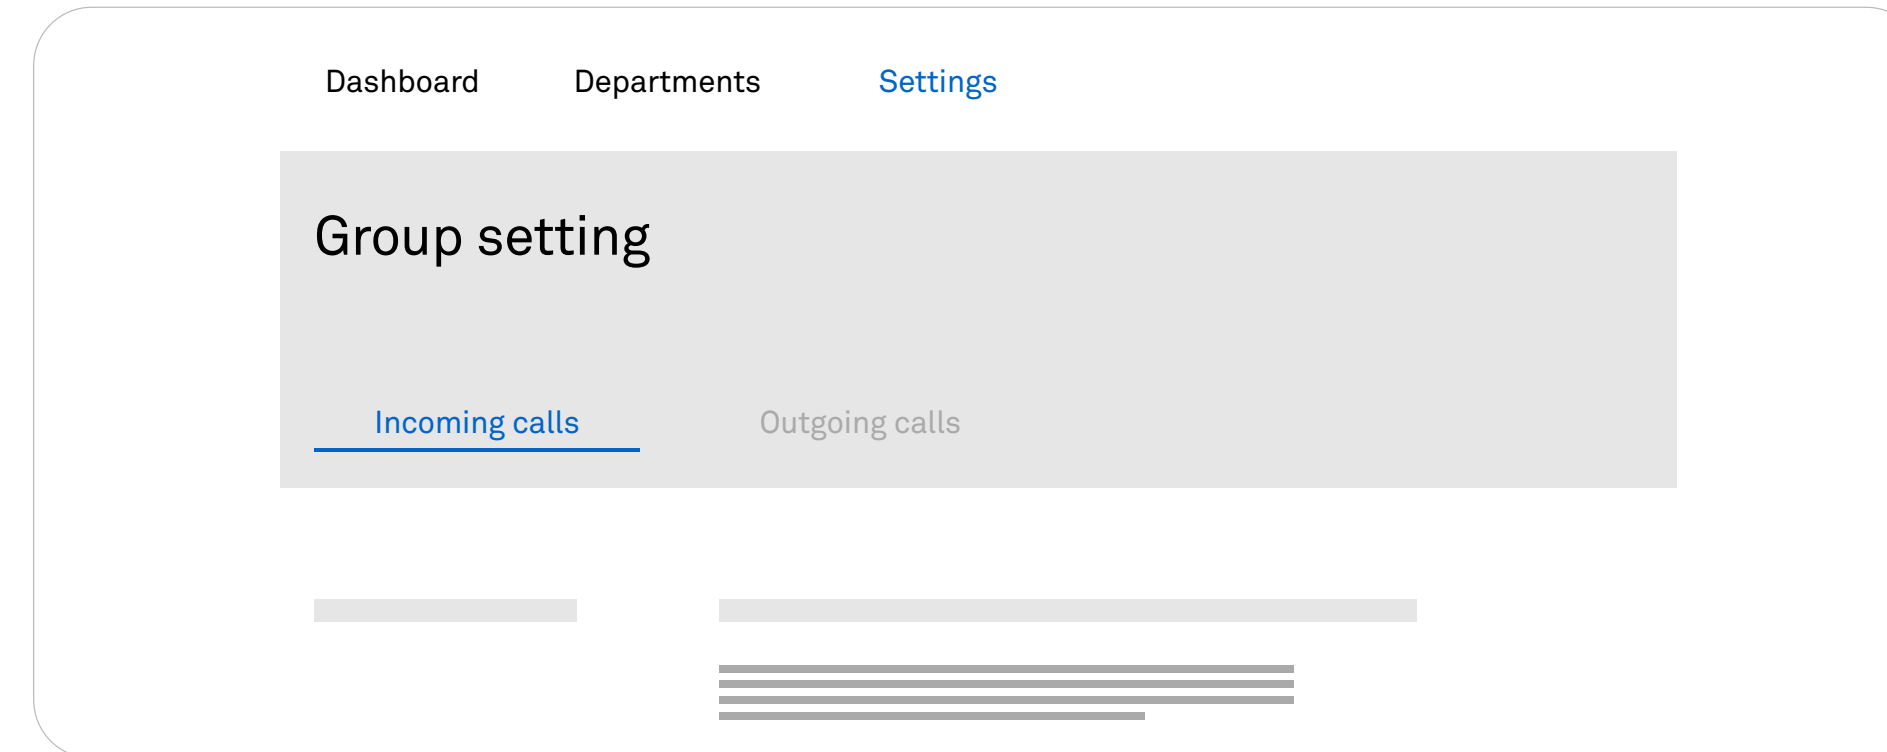 Dashboard Departments Settings
Group setting
Incoming calls Outgoing calls